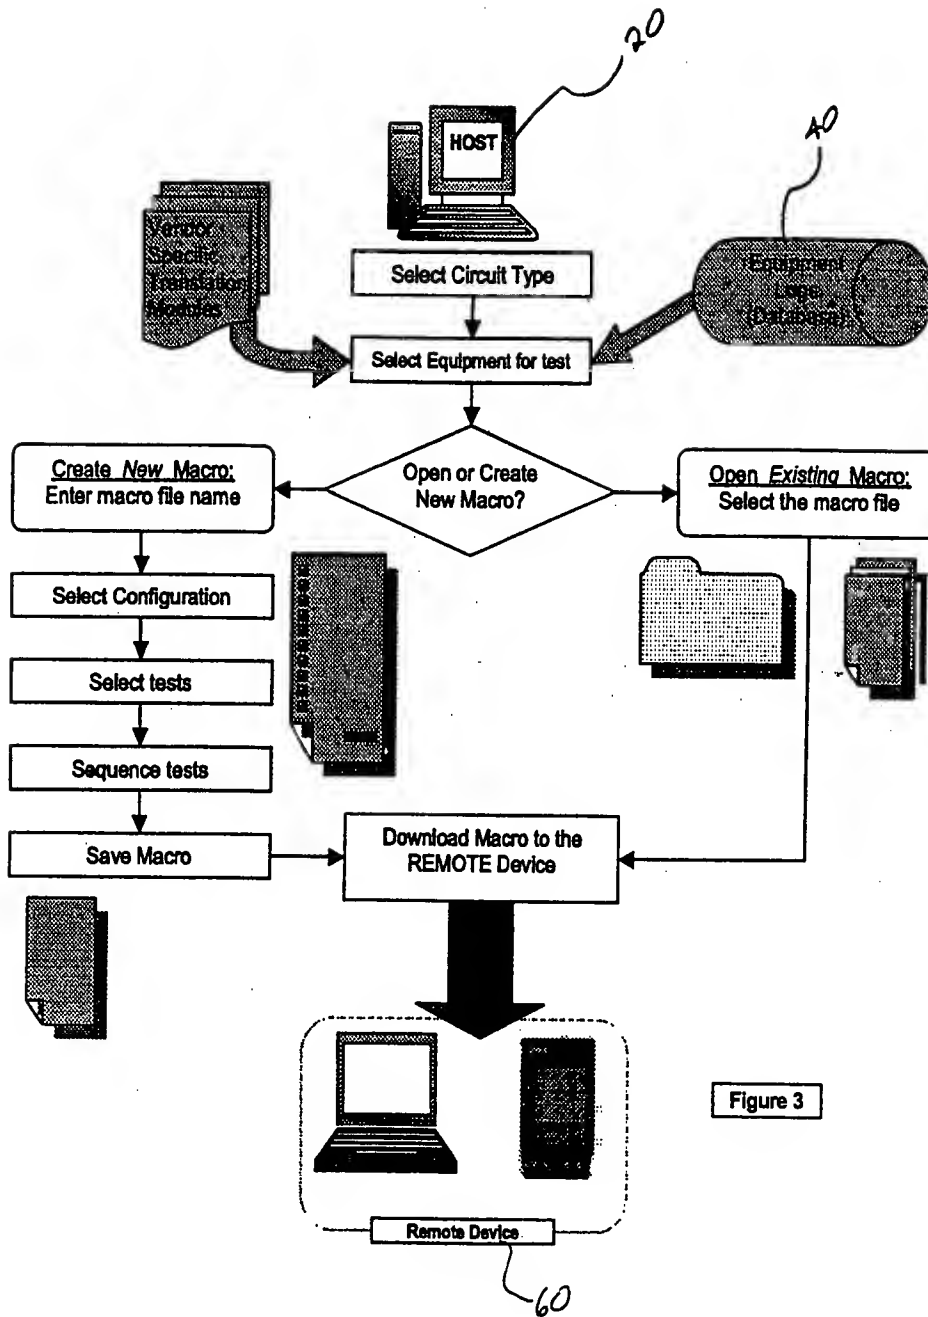 20
HOST
40
Vendor
Specific
Translation
Modules
Equipment
Logs
(Database)
Select Circuit Type
Select Equipment for test
Open or Create
New Macro?
Create New Macro:
Enter macro file name
Open Existing Macro:
Select the macro file
Select Configuration
Select tests
Sequence tests
Save Macro
Download Macro to the
REMOTE Device
Figure 3
Remote Device
60